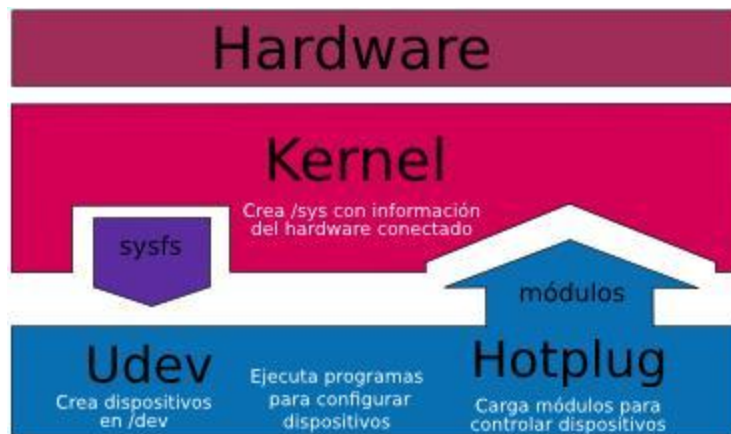 Hardware
Kernel
Crea /sys con información
del hardware conectado
sysfs
módulos
Udev
Crea dispositivos
en /dev
Ejecuta programas
para configurar
dispositivos
Hotplug
Carga módulos para
controlar dispositivos